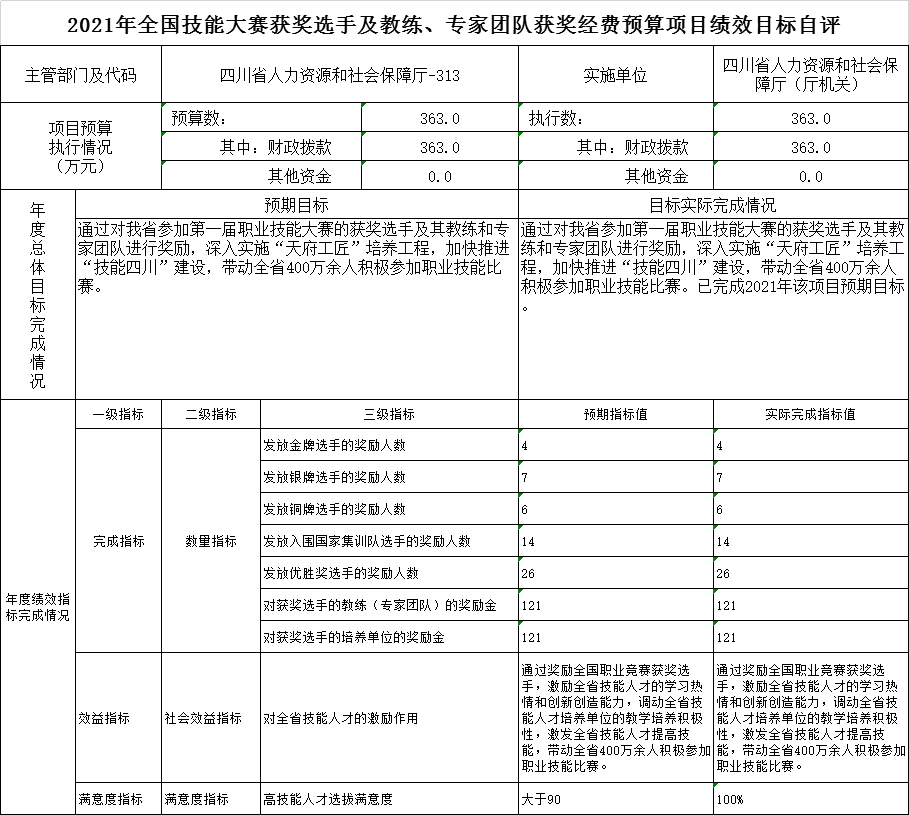 2021年全国技能大赛获奖选手及教练、专家团队获奖经费预算项目绩效目标自评
主管部门及代码 四川省人力资源和社会保障厅-313 实施单位 四川省人力资源和社会保
障厅（厅机关）
项目预算
执行情况
（万元）
预算数： 363.0 执行数： 363.0
其中：财政拨款 363.0 其中：财政拨款 363.0
其他资金 0.0 其他资金 0.0
年
度
总
体
目
标
完
成
情
况
预期目标 目标实际完成情况
通过对我省参加第一届职业技能大赛的获奖选手及其教练和专
家团队进行奖励，深入实施“天府工匠”培养工程，加快推进
“技能四川”建设，带动全省400万余人积极参加职业技能比
赛。
通过对我省参加第一届职业技能大赛的获奖选手及其教
练和专家团队进行奖励，深入实施“天府工匠”培养工
程，加快推进“技能四川”建设，带动全省400万余人
积极参加职业技能比赛。已完成2021年该项目预期目标
。
年度绩效指
标完成情况
一级指标 二级指标 三级指标 预期指标值 实际完成指标值
完成指标 数量指标
发放金牌选手的奖励人数 4 4
发放银牌选手的奖励人数 7 7
发放铜牌选手的奖励人数 6 6
发放入围国家集训队选手的奖励人数 14 14
发放优胜奖选手的奖励人数 26 26
对获奖选手的教练（专家团队）的奖励金 121 121
对获奖选手的培养单位的奖励金 121 121
效益指标 社会效益指标 对全省技能人才的激励作用
通过奖励全国职业竟赛获奖选
手，激励全省技能人才的学习热
情和创新创造能力，调动全省技
能人才培养单位的教学培养积极
性，激发全省技能人才提高技
能，带动全省400万余人积极参加
职业技能比赛。
通过奖励全国职业竟赛获奖选
手，激励全省技能人才的学习热
情和创新创造能力，调动全省技
能人才培养单位的教学培养积极
性，激发全省技能人才提高技
能，带动全省400万余人积极参加
职业技能比赛。
满意度指标 满意度指标 高技能人才选拔满意度 大于90 100%